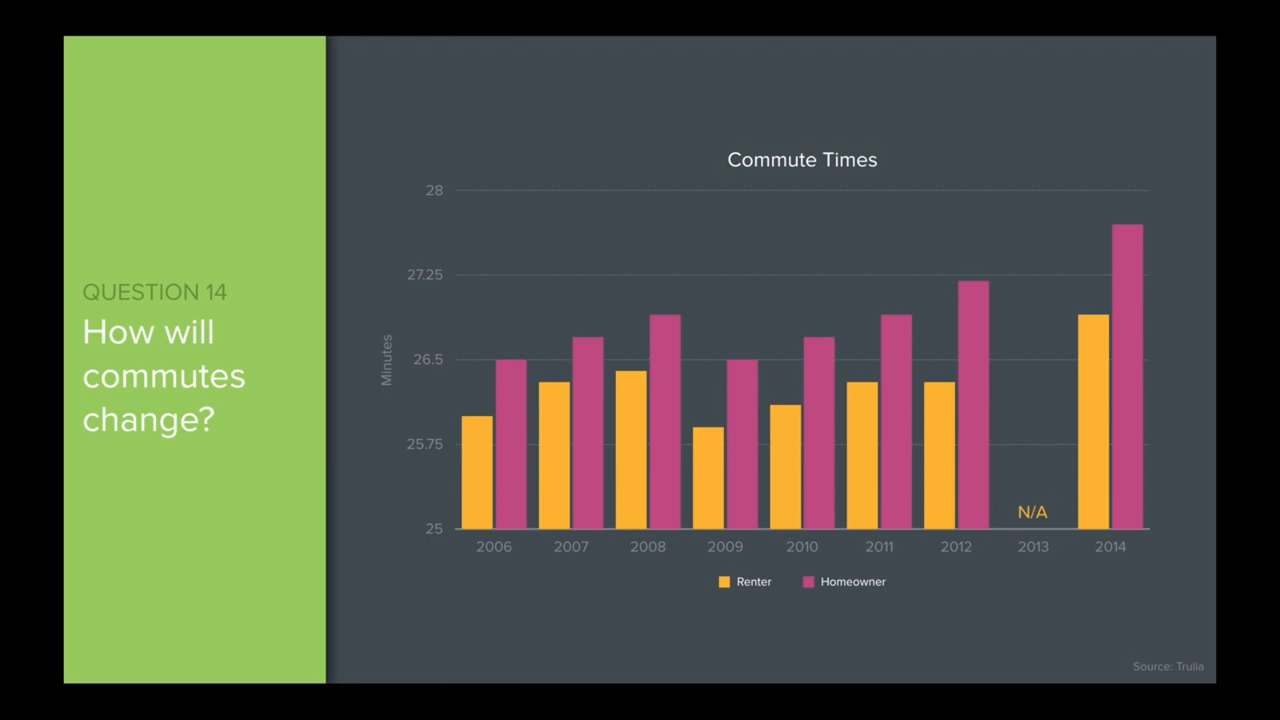 QUESTION 14
How will
commutes
change?
Commute Times
28
27.25
26.5
25.75
25
Minutes
N/A
2006 2007 2008 2009 2010 2011 2012 2013 2014
Renter Homeowner
Source: Trulia